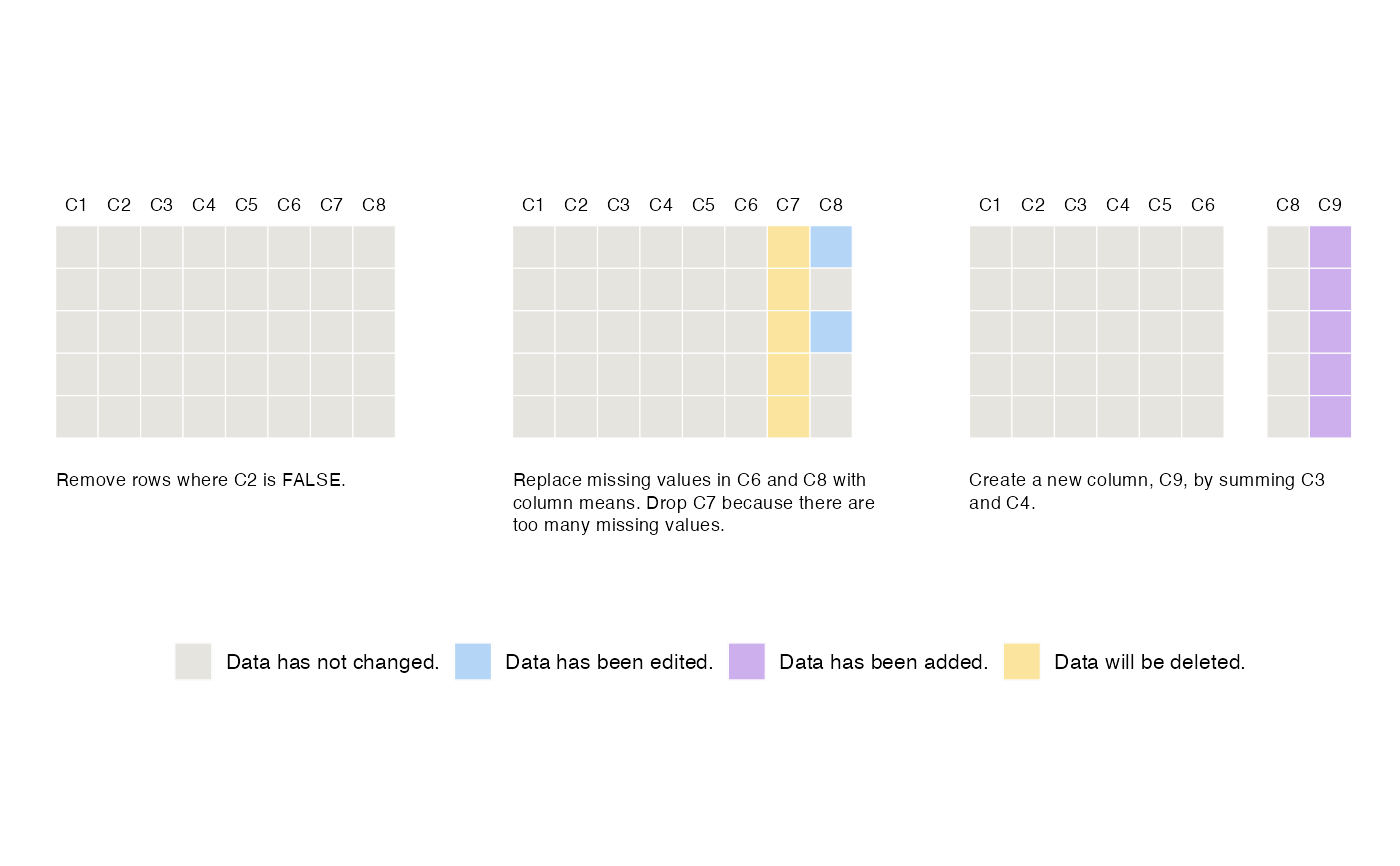 C1 C2 C3 C4 C5 C6 C7 C8
Remove rows where C2 is FALSE.
C1 C2 C3 C4 C5 C6 C7 C8
Replace missing values in C6 and C8 with
column means. Drop C7 because there are
too many missing values.
C1 C2 C3 C4 C5 C6 C8 C9
Create a new column, C9, by summing C3
and C4.
Data has not changed. Data has been edited. Data has been added. Data will be deleted.